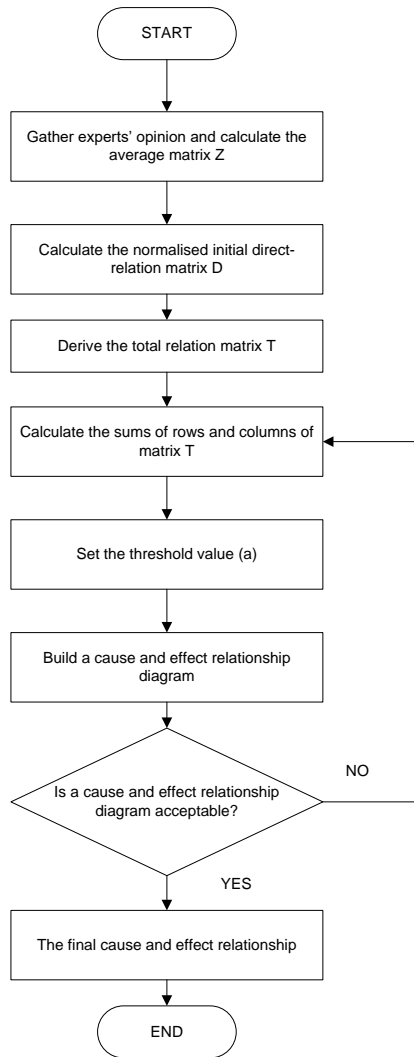 START
Gather experts’ opinion and calculate the
average matrix Z
Calculate the normalised initial direct-
relation matrix D
Derive the total relation matrix T
Calculate the sums of rows and columns of
matrix T
Set the threshold value (a)
Build a cause and effect relationship
diagram
Is a cause and effect relationship
diagram acceptable?
NO
YES
The final cause and effect relationship
END